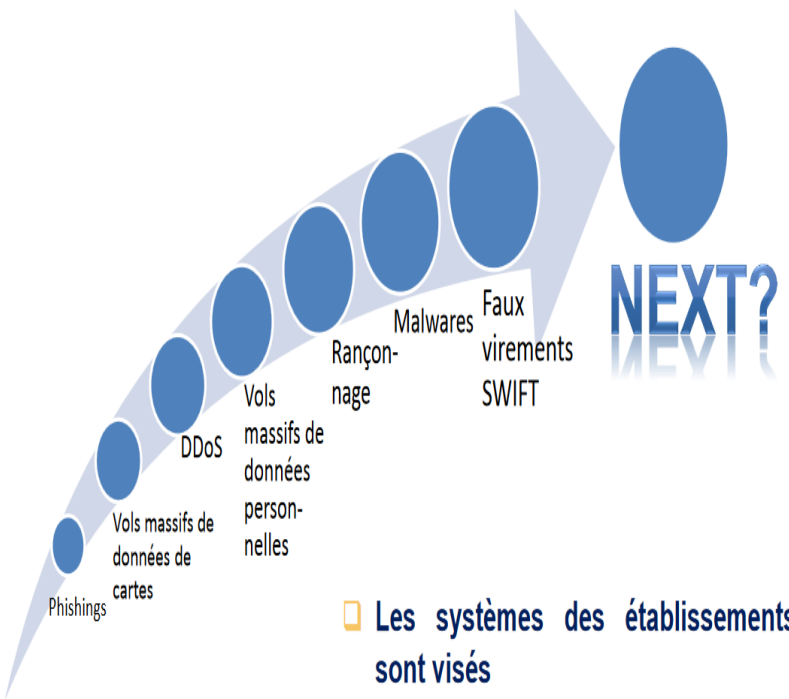 Phishings
Vols massifs de
données de
cartes
DDoS
Vols
massifs de
données
person-
nelles
Rançon-
nage
Malwares
Faux
virements
SWIFT
NEXT?
Les systèmes des établissements
sont visés